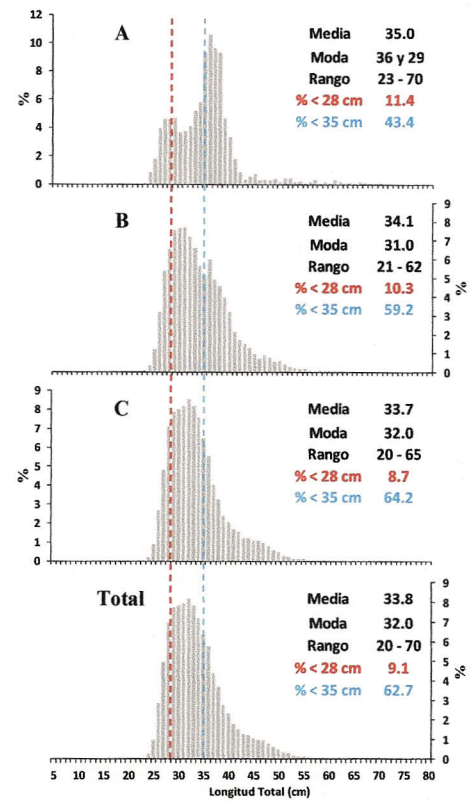 12
10
8
6
4
2
0
%
A
Media 35.0
Moda 36 y 29
Rango 23 - 70
% < 28 cm 11.4
% < 35 cm 43.4
B
Media 34.1
Moda 31.0
Rango 21 - 62
% < 28 cm 10.3
% < 35 cm 59.2
9
8
7
6
5
4
3
2
1
0
%
9
8
7
6
5
4
3
2
1
0
%
C
Media 33.7
Moda 32.0
Rango 20 - 65
% < 28 cm 8.7
% < 35 cm 64.2
Total
Media 33.8
Moda 32.0
Rango 20 - 70
% < 28 cm 9.1
% < 35 cm 62.7
9
8
7
6
5
4
3
2
1
0
%
5 10 15 20 25 30 35 40 45 50 55 60 65 70 75 80
Longitud Total (cm)